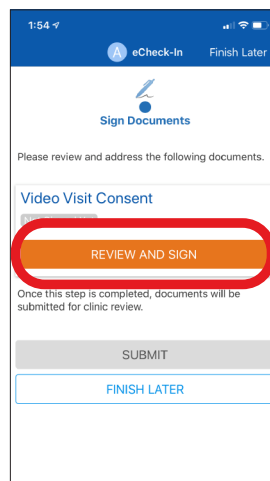 1:54
A eCheck-In Finish Later
Sign Documents
Please review and address the following documents.
Video Visit Consent
REVIEW AND SIGN
Once this step is completed, documents will be
submitted for clinic review.
SUBMIT
FINISH LATER